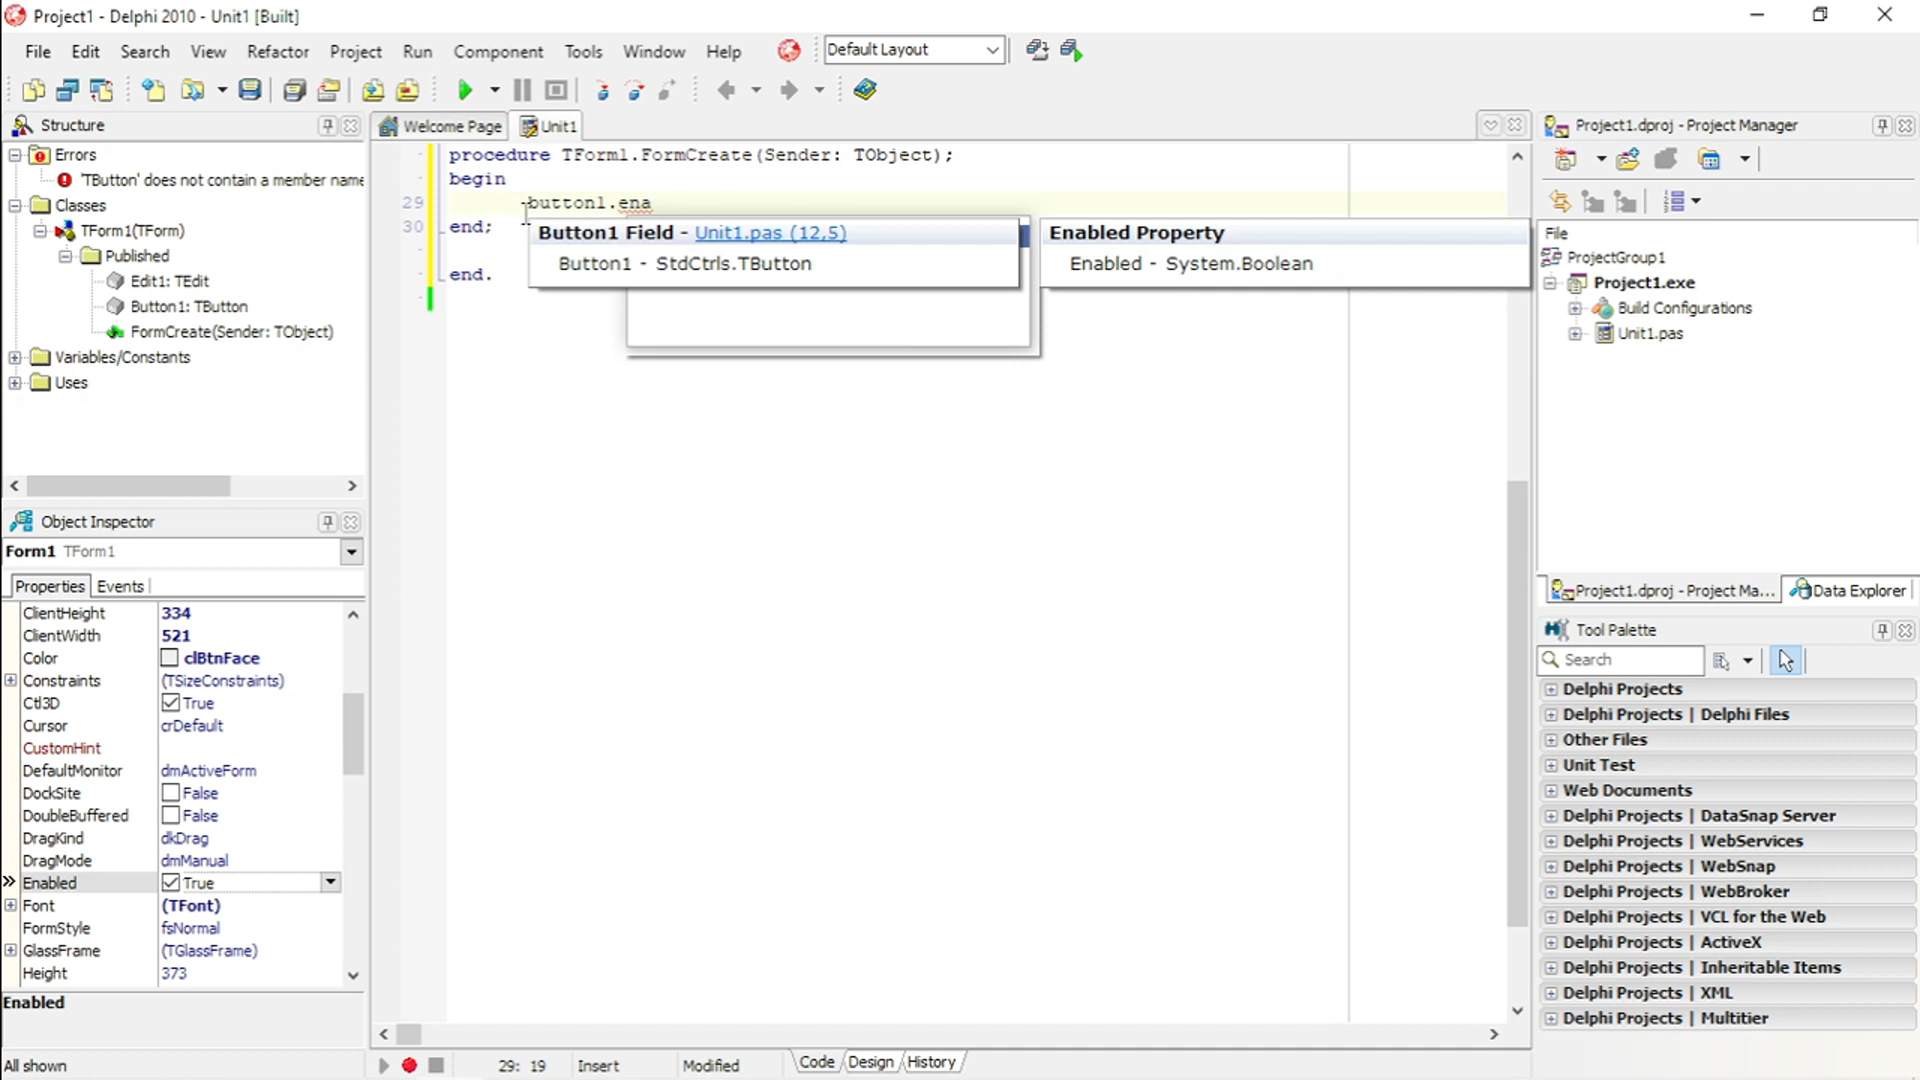 Project1 - Delphi 2010 - Unit1 [Built]
File Edit Search View Refactor Project Run Component Tools Window Help
Default Layout
Structure
Errors
'TButton' does not contain a member name
Classes
TForm1(TForm)
Published
Edit1: TEdit
Button1: TButton
FormCreate(Sender: TObject)
Variables/Constants
Uses
Object Inspector
Form1 TForm1
Properties Events
ClientHeight 334
ClientWidth 521
Color clBtnFace
Constraints (TSizeConstraints)
Ctl3D True
Cursor crDefault
CustomHint
DefaultMonitor dmActiveForm
DockSite False
DoubleBuffered False
DragKind dkDrag
DragMode dmManual
Enabled True
Font (TFont)
FormStyle fsNormal
GlassFrame (TGlassFrame)
Height 373
Enabled
All shown
Welcome Page Unit1
procedure TForm1.FormCreate(Sender: TObject);
begin
29 button1.ena
30 end;
end.
Button1 Field - Unit1.pas (12,5)
Button1 - StdCtrls.TButton
Enabled Property
Enabled - System.Boolean
29: 19 Insert Modified Code Design History
Project1.dproj - Project Manager
File
ProjectGroup1
Project1.exe
Build Configurations
Unit1.pas
Project1.dproj - Project Ma... Data Explorer
Tool Palette
Search
Delphi Projects
Delphi Projects | Delphi Files
Other Files
Unit Test
Web Documents
Delphi Projects | DataSnap Server
Delphi Projects | WebServices
Delphi Projects | WebSnap
Delphi Projects | WebBroker
Delphi Projects | VCL for the Web
Delphi Projects | ActiveX
Delphi Projects | Inheritable Items
Delphi Projects | XML
Delphi Projects | Multitier